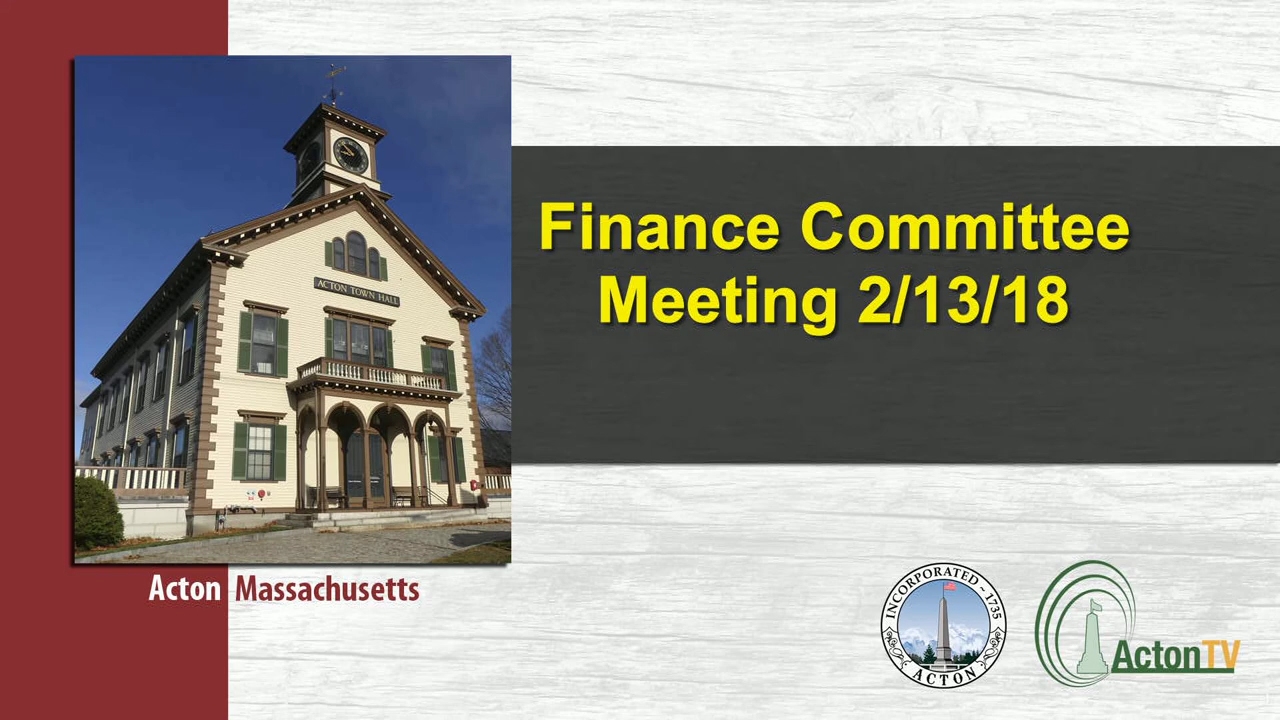 ACTON TOWN HALL
Finance Committee
Meeting 2/13/18
Acton Massachusetts
INCORPORATED - 1735
ACTON
ActonTV